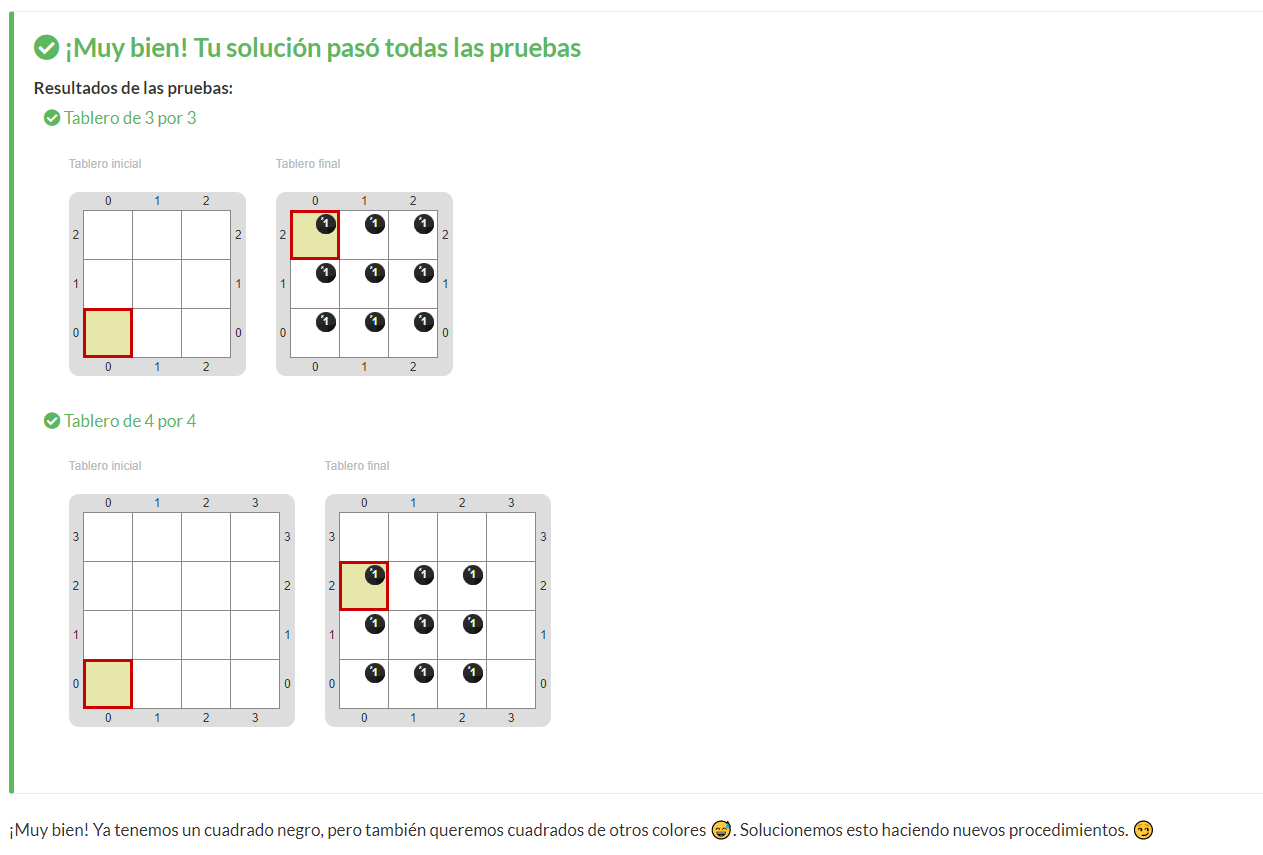 ¡Muy bien! Tu solución pasó todas las pruebas
Resultados de las pruebas:
Tablero de 3 por 3
Tablero inicial
Tablero final
0 1 2
0 1 2
2 2
2 1 1 1 2
1 1
1 1 1 1 1
0 0
0 1 1 1 0
0 1 2
0 1 2
Tablero de 4 por 4
Tablero inicial
Tablero final
0 1 2 3
0 1 2 3
3 3
3 3
2 2
2 1 1 1 2
1 1
1 1 1 1 1
0 0
0 1 1 1 0
0 1 2 3
0 1 2 3
¡Muy bien! Ya tenemos un cuadrado negro, pero también queremos cuadrados de otros colores 😅. Solucionemos esto haciendo nuevos procedimientos. 😏